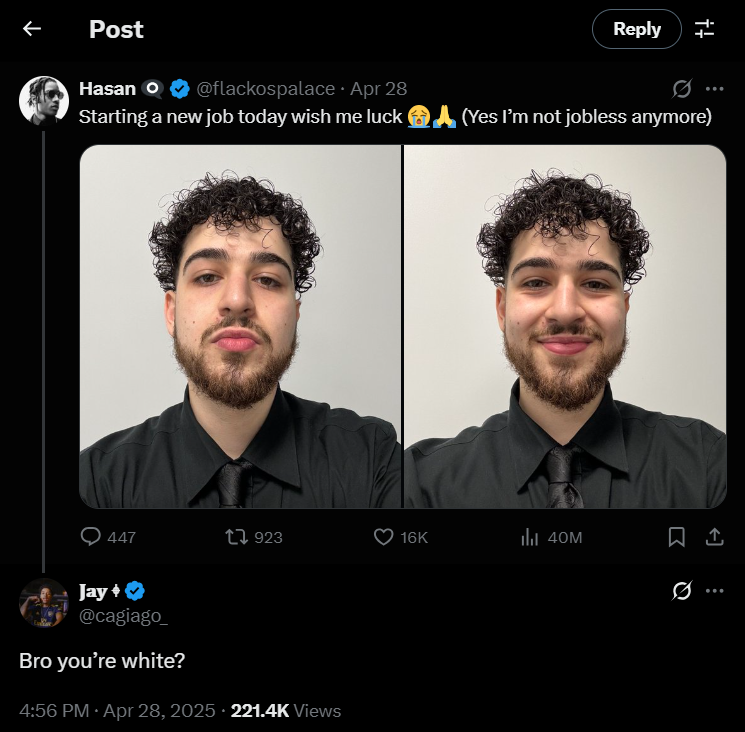 Post
Reply
Hasan @flackospalace · Apr 28
Starting a new job today wish me luck 😭🙏 (Yes I’m not jobless anymore)
447 923 16K 40M
Jay
@cagiago_
Bro you’re white?
4:56 PM · Apr 28, 2025 · 221.4K Views